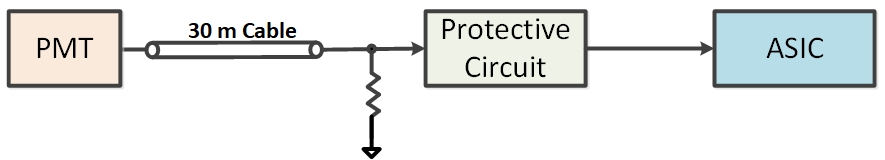 PMT
30 m Cable
Protective
Circuit
ASIC